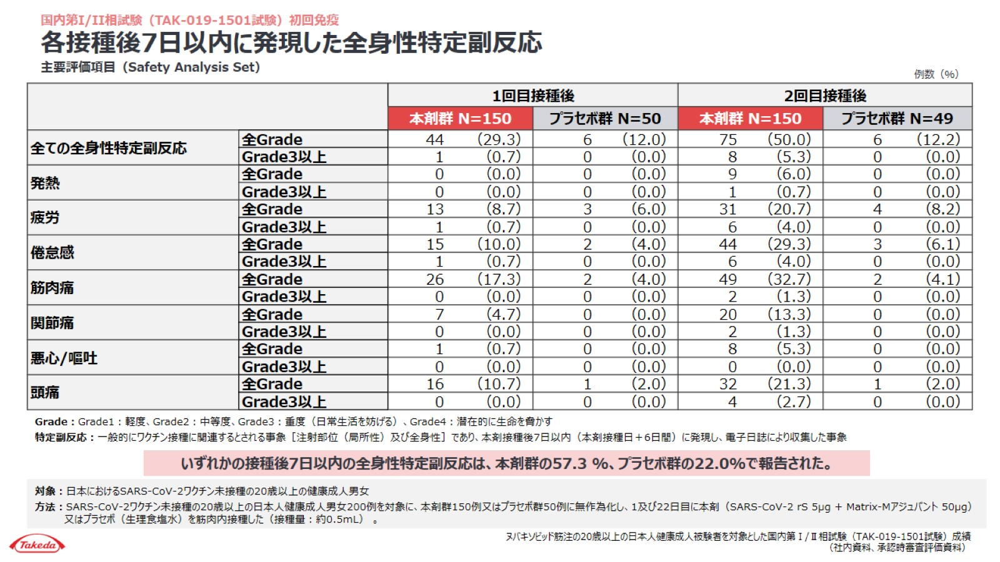 国内第I/II相試験（TAK-019-1501試験）初回免疫
各接種後7日以内に発現した全身性特定副反応
主要評価項目（Safety Analysis Set）
例数（%）
1回目接種後 2回目接種後
本剤群 N=150 プラセボ群 N=50 本剤群 N=150 プラセボ群 N=49
全ての全身性特定副反応
全Grade 44 （29.3） 6 （12.0） 75 （50.0） 6 （12.2）
Grade3以上 1 （0.7） 0 （0.0） 8 （5.3） 0 （0.0）
発熱
全Grade 0 （0.0） 0 （0.0） 9 （6.0） 0 （0.0）
Grade3以上 0 （0.0） 0 （0.0） 1 （0.7） 0 （0.0）
疲労
全Grade 13 （8.7） 3 （6.0） 31 （20.7） 4 （8.2）
Grade3以上 1 （0.7） 0 （0.0） 6 （4.0） 0 （0.0）
倦怠感
全Grade 15 （10.0） 2 （4.0） 44 （29.3） 3 （6.1）
Grade3以上 1 （0.7） 0 （0.0） 6 （4.0） 0 （0.0）
筋肉痛
全Grade 26 （17.3） 2 （4.0） 49 （32.7） 2 （4.1）
Grade3以上 0 （0.0） 0 （0.0） 2 （1.3） 0 （0.0）
関節痛
全Grade 7 （4.7） 0 （0.0） 20 （13.3） 0 （0.0）
Grade3以上 0 （0.0） 0 （0.0） 2 （1.3） 0 （0.0）
悪心/嘔吐
全Grade 1 （0.7） 0 （0.0） 8 （5.3） 0 （0.0）
Grade3以上 0 （0.0） 0 （0.0） 0 （0.0） 0 （0.0）
頭痛
全Grade 16 （10.7） 1 （2.0） 32 （21.3） 1 （2.0）
Grade3以上 0 （0.0） 0 （0.0） 4 （2.7） 0 （0.0）
Grade：Grade1：軽度、Grade2：中等度、Grade3：重度（日常生活を妨げる）、Grade4：潜在的に生命を脅かす
特定副反応：一般的にワクチン接種に関連するとされる事象［注射部位（局所性）及び全身性］であり、本剤接種後7日以内（本剤接種日＋6日間）に発現し、電子日誌により収集した事象
いずれかの接種後7日以内の全身性特定副反応は、本剤群の57.3 %、プラセボ群の22.0%で報告された。
対象：日本におけるSARS-CoV-2ワクチン未接種の20歳以上の健康成人男女
方法：SARS-CoV-2ワクチン未接種の20歳以上の日本人健康成人男女200例を対象に、本剤群150例又はプラセボ群50例に無作為化し、1及び22日目に本剤（SARS-CoV-2 rS 5μg + Matrix-Mアジュバント 50μg）
又はプラセボ（生理食塩水）を筋肉内接種した（接種量：約0.5mL）。
ヌバキソビッド筋注の20歳以上の日本人健康成人被験者を対象とした国内第Ⅰ/Ⅱ相試験（TAK-019-1501試験）成績
（社内資料、承認時審査評価資料）
Takeda